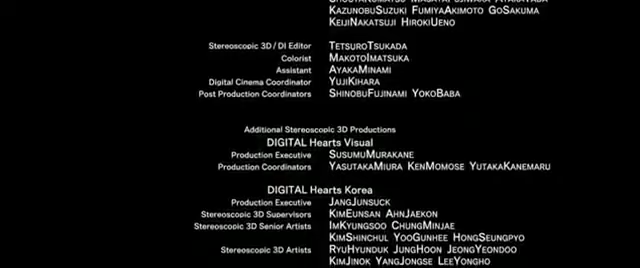 KAZUNOBUSUZUKI FUMIYAAKIMOTO GOSAKUMA
KEIJINAKATSUJI HIROKIUENO
Stereoscopic 3D / DI Editor TETSUROTSUKADA
Colorist MAKOTOIMATSUKA
Assistant AYAKAMINAMI
Digital Cinema Coordinator YUJIKIHARA
Post Production Coordinators SHINOBUFUJINAMI YOKOBABA
Additional Stereoscopic 3D Productions
DIGITAL Hearts Visual
Production Executive SUSUMUMURAKANE
Production Coordinators YASUTAKAMIURA KENMOMOSE YUTAKAKANEMARU
DIGITAL Hearts Korea
Production Executive JANGJUNSUCK
Stereoscopic 3D Supervisors KIMEUNSAN AHNJAEKON
Stereoscopic 3D Senior Artists IMKYUNGSOO CHUNGMINJAE
KIMSHINCHUL YOOGUNHEE HONGSEUNGPYO
Stereoscopic 3D Artists RYUHYUNDUK JUNGHOON JEONGYEONDOO
KIMJINOK YANGJONGSE LEEYONGHO